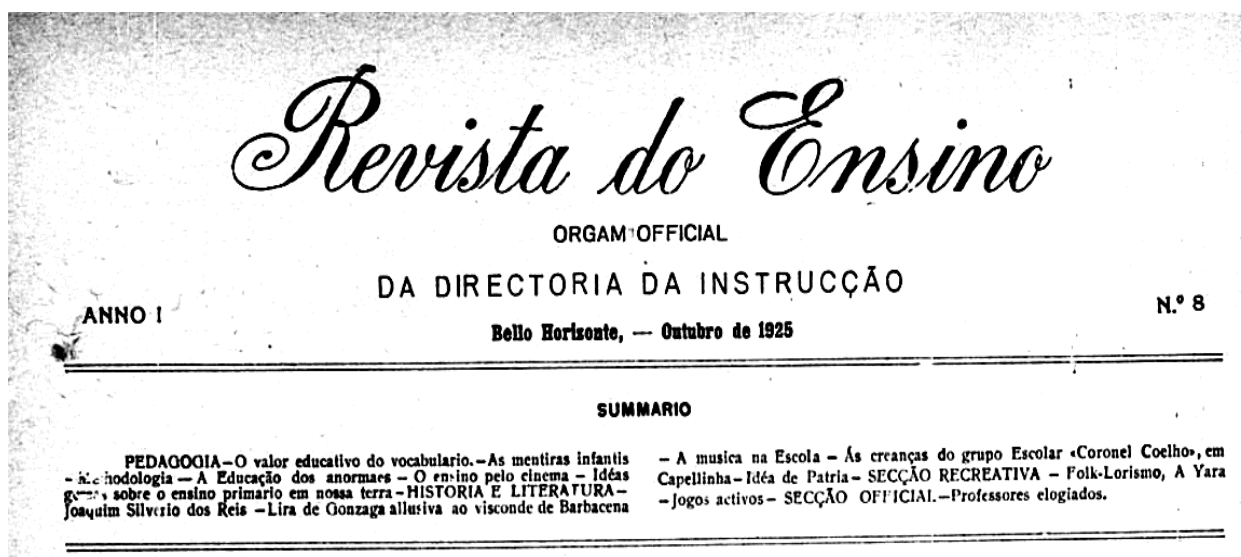 Revista do Ensino
ORGAM OFFICIAL
DA DIRECTORIA DA INSTRUCÇÃO
ANNO I
N.º 8
Bello Horizonte, — Outubro de 1925
SUMMARIO
PEDAGOGIA—O valor educativo do vocabulario.—As mentiras infantis
— A Educação dos anormaes — O ensino pelo cinema — Idéas
sobre o ensino primario em nossa terra—HISTORIA E LITERATURA—
Joaquim Silverio dos Reis —Lira de Gonzaga allusiva ao visconde de Barbacena
— A musica na Escola — Ás creanças do grupo Escolar «Coronel Coelho», em
Capellinha—Idéa de Patria— SECÇÃO RECREATIVA — Folk-Lorismo, A Yara
—Jogos activos— SECÇÃO OFFICIAL.—Professores elogiados.